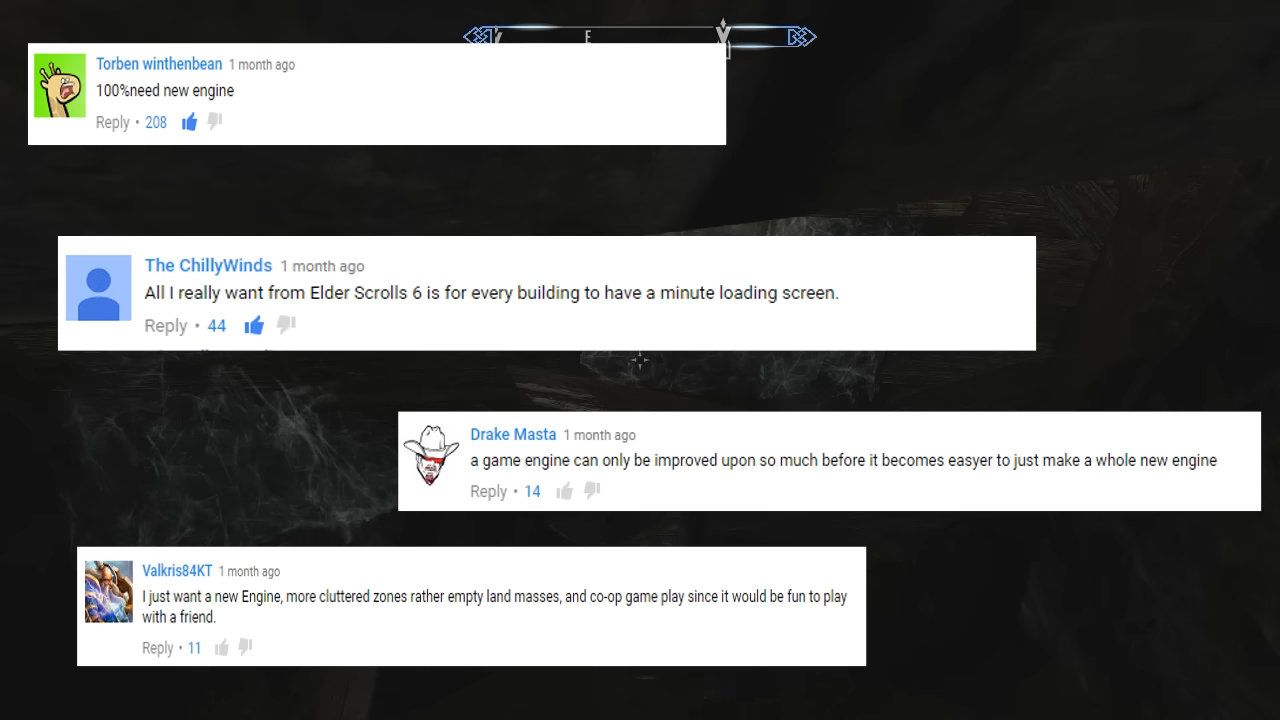 E
Torben winthenbean 1 month ago
100%need new engine
Reply • 208
The ChillyWinds 1 month ago
All I really want from Elder Scrolls 6 is for every building to have a minute loading screen.
Reply • 44
Drake Masta 1 month ago
a game engine can only be improved upon so much before it becomes easyer to just make a whole new engine
Reply • 14
Valkris84KT 1 month ago
I just want a new Engine, more cluttered zones rather empty land masses, and co-op game play since it would be fun to play
with a friend.
Reply • 11